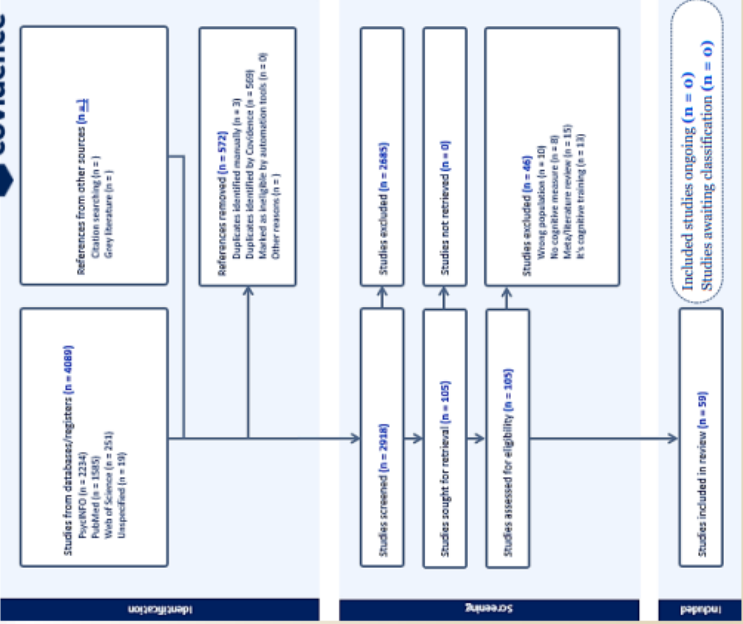 covidence
Identification
Studies from databases/registers (n = 4089)
PsycINFO (n = 2234)
PubMed (n = 1585)
Web of Science (n = 251)
Unspecified (n = 19)
References from other sources (n = )
Citation searching (n = )
Grey literature (n = )
References removed (n = 572)
Duplicates identified manually (n = 3)
Duplicates identified by Covidence (n = 569)
Marked as ineligible by automation tools (n = 0)
Other reasons (n = )
Screening
Studies screened (n = 2918)
Studies excluded (n = 2685)
Studies sought for retrieval (n = 105)
Studies not retrieved (n = 0)
Studies assessed for eligibility (n = 105)
Studies excluded (n = 46)
Wrong population (n = 10)
No cognitive measure (n = 8)
Meta/literature review (n = 15)
It's cognitive training (n = 13)
Included
Studies included in review (n = 59)
Included studies ongoing (n = 0)
Studies awaiting classification (n = 0)